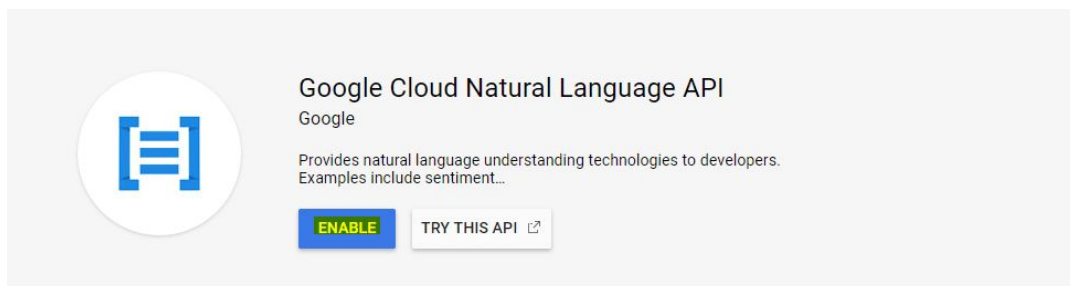 Google Cloud Natural Language API
Google
Provides natural language understanding technologies to developers.
Examples include sentiment...
ENABLE
TRY THIS API